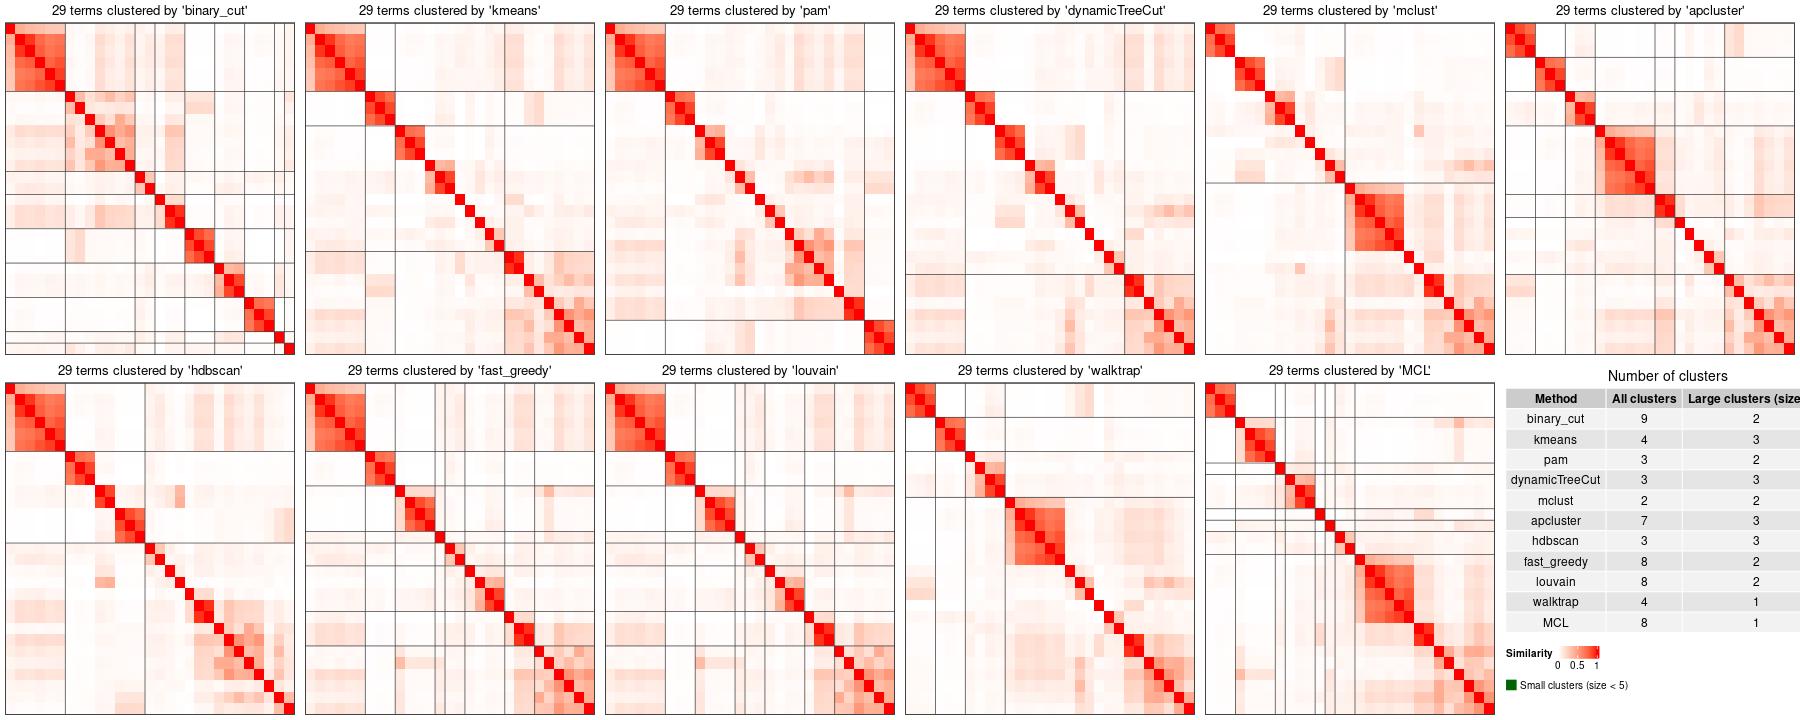 29 terms clustered by 'binary_cut'
29 terms clustered by 'kmeans'
29 terms clustered by 'pam'
29 terms clustered by 'dynamicTreeCut'
29 terms clustered by 'mclust'
29 terms clustered by 'apcluster'
29 terms clustered by 'hdbscan'
29 terms clustered by 'fast_greedy'
29 terms clustered by 'louvain'
29 terms clustered by 'walktrap'
29 terms clustered by 'MCL'
Number of clusters
Method All clusters Large clusters (size
binary_cut 9 2
kmeans 4 3
pam 3 2
dynamicTreeCut 3 3
mclust 2 2
apcluster 7 3
hdbscan 3 3
fast_greedy 8 2
louvain 8 2
walktrap 4 1
MCL 8 1
Similarity
0 0.5 1
Small clusters (size < 5)